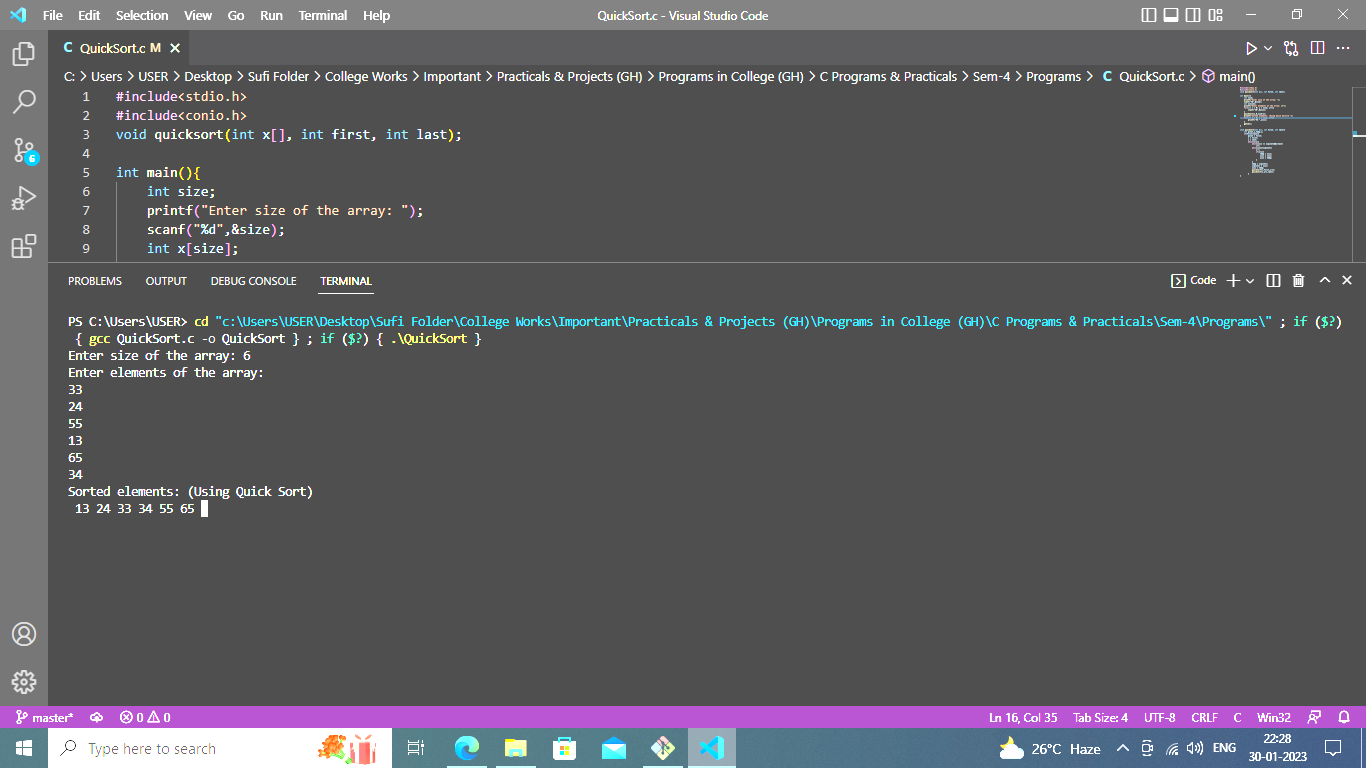 File Edit Selection View Go Run Terminal Help QuickSort.c - Visual Studio Code
C QuickSort.c M
C: > Users > USER > Desktop > Sufi Folder > College Works > Important > Practicals & Projects (GH) > Programs in College (GH) > C Programs & Practicals > Sem-4 > Programs > C QuickSort.c > main()
1 #include<stdio.h>
2 #include<conio.h>
3 void quicksort(int x[], int first, int last);
4
5 int main(){
6 int size;
7 printf("Enter size of the array: ");
8 scanf("%d",&size);
9 int x[size];
6
PROBLEMS OUTPUT DEBUG CONSOLE TERMINAL Code
PS C:\Users\USER> cd "c:\Users\USER\Desktop\Sufi Folder\College Works\Important\Practicals & Projects (GH)\Programs in College (GH)\C Programs & Practicals\Sem-4\Programs\" ; if ($?)
{ gcc QuickSort.c -o QuickSort } ; if ($?) { .\QuickSort }
Enter size of the array: 6
Enter elements of the array:
33
24
55
13
65
34
Sorted elements: (Using Quick Sort)
13 24 33 34 55 65
master* 0 0 Ln 16, Col 35 Tab Size: 4 UTF-8 CRLF C Win32
Type here to search 26°C Haze ENG 22:28
30-01-2023